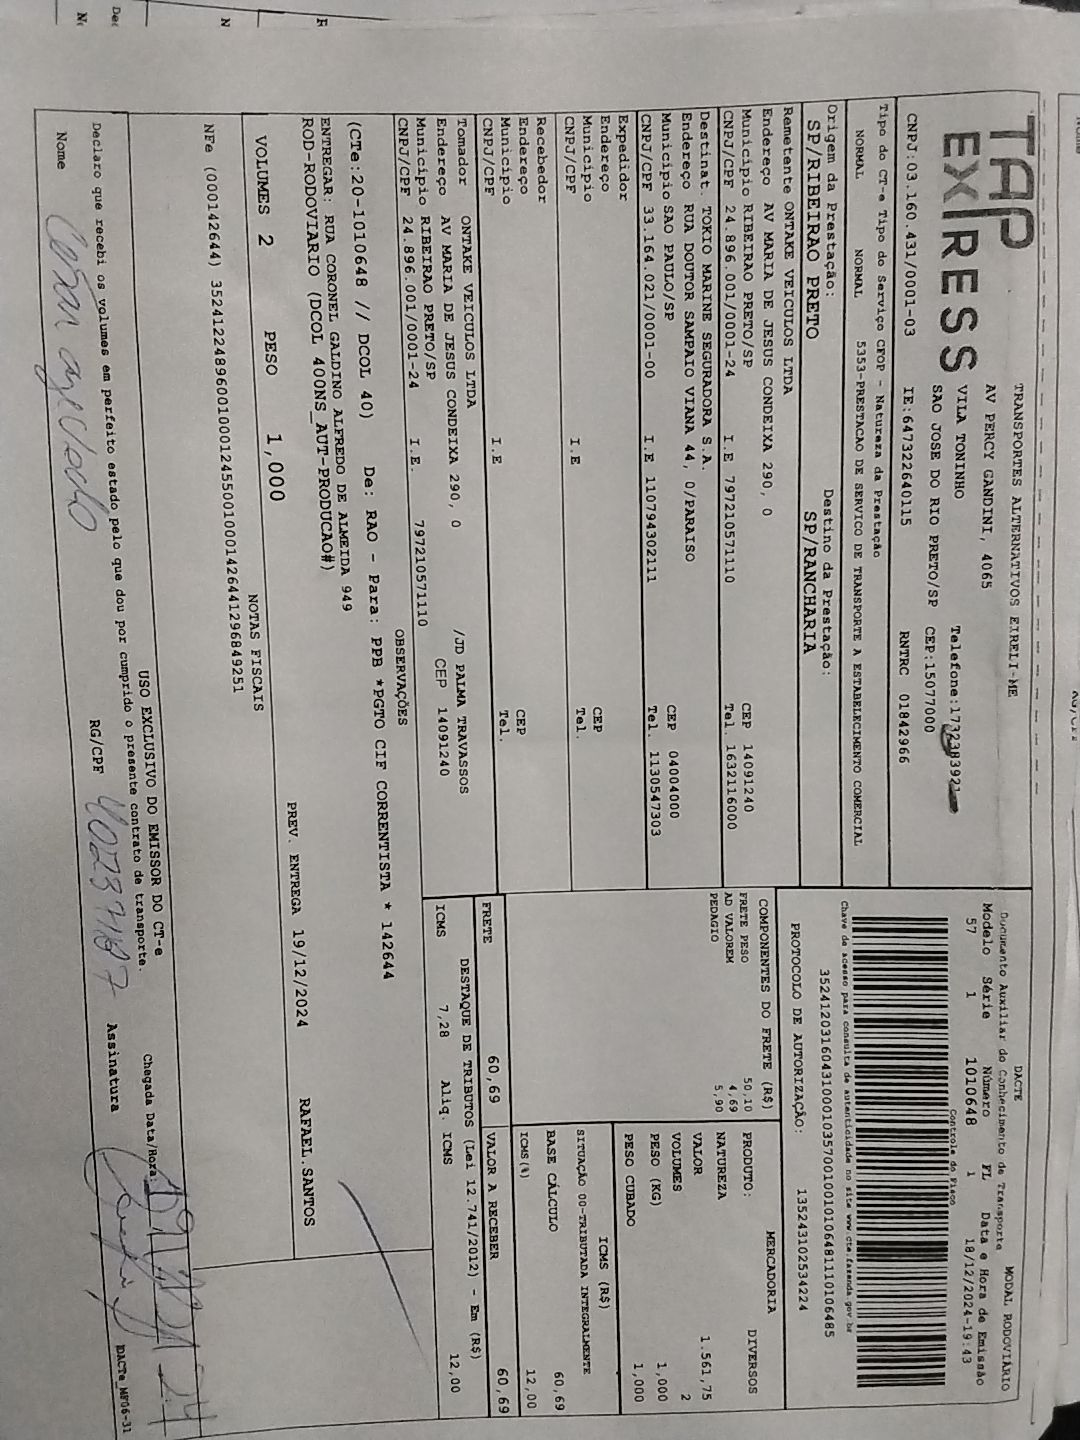 TAP
EXPRESS
TRANSPORTES ALTERNATIVOS EIRELI-ME
AV PERCY GANDINI, 4065
VILA TONINHO
SAO JOSE DO RIO PRETO/SP
CEP:15077000
CNPJ:03.160.431/0001-03 IE:647322640115 RNTRC 01842966
Tipo do CT-e Tipo do Serviço CFOP - Natureza da Prestação
NORMAL NORMAL 5353-PRESTACAO DE SERVICO DE TRANSPORTE A ESTABELECIMENTO COMERCIAL
Origem da Prestação: Destino da Prestação:
SP/RIBEIRAO PRETO SP/RANCHARIA
Remetente ONTAKE VEICULOS LTDA
Endereço AV MARIA DE JESUS CONDEIXA 290, 0
Município RIBEIRAO PRETO/SP CEP 14091240
CNPJ/CPF 24.896.001/0001-24 I.E 797210571110 Tel. 1632116000
Destinat. TOKIO MARINE SEGURADORA S.A.
Endereço RUA DOUTOR SAMPAIO VIANA 44, 0/PARAISO
Município SAO PAULO/SP CEP 04004000
CNPJ/CPF 33.164.021/0001-00 I.E 110794302111 Tel. 1130547303
Expedidor
Endereço
Município CEP
CNPJ/CPF I.E Tel.
Recebedor
Endereço
Município CEP
CNPJ/CPF I.E Tel.
Tomador ONTAKE VEICULOS LTDA
Endereço AV MARIA DE JESUS CONDEIXA 290, 0 /JD PALMA TRAVASSOS
Município RIBEIRAO PRETO/SP CEP 14091240
CNPJ/CPF 24.896.001/0001-24 I.E. 797210571110
DACTE MODAL RODOVIÁRIO
Documento Auxiliar do Conhecimento de Transporte
Modelo Série Número FL Data e Hora de Emissão
57 1 1010648 1 18/12/2024-19:43
Controle do Fisco
Chave de acesso para consulta de autenticidade no site www.cte.fazenda.gov.br
35241203160431000103570010010106481110106485
PROTOCOLO DE AUTORIZAÇÃO: 135243102534224
COMPONENTES DO FRETE (R$)
FRETE PESO 50,10
AD VALOREM 4,69
PEDAGIO 5,90
MERCADORIA
PRODUTO: DIVERSOS
NATUREZA
VALOR 1.561,75
VOLUMES 2
PESO (KG) 1,000
PESO CUBADO 1,000
ICMS (R$)
SITUAÇÃO 00-TRIBUTADA INTEGRALMENTE
BASE CÁLCULO 60,69
ICMS(%) 12,00
FRETE 60,69 VALOR A RECEBER 60,69
DESTAQUE DE TRIBUTOS (Lei 12.741/2012) - Em (R$)
ICMS 7,28 Aliq. ICMS 12,00
OBSERVAÇÕES
(CTe:20-1010648 // DCOL 40) De: RAO - Para: PPB *PGTO CIF CORRENTISTA * 142644
ENTREGAR: RUA CORONEL GALDINO ALFREDO DE ALMEIDA 949
ROD-RODOVIARIO (DCOL 400NS_AUT-PRODUCAO#)
VOLUMES 2 PESO 1,000 PREV. ENTREGA 19/12/2024 RAFAEL.SANTOS
NOTAS FISCAIS
NFe (000142644) 35241224896001000124550010001426441296849251
USO EXCLUSIVO DO EMISSOR DO CT-e
Declaro que recebi os volumes em perfeito estado pelo que dou por cumprido o presente contrato de transporte.
Chegada Data/Hora
Nome RG/CPF Assinatura
DACTe_MF06-31